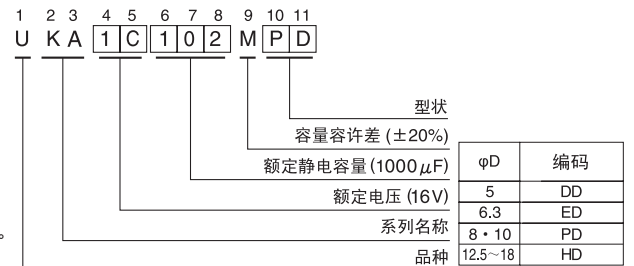 1 2 3 4 5 6 7 8 9 10 11
U K A 1 C 1 0 2 M P D
型状
容量容许差 (±20%)
额定静电容量 (1000μF)
额定电压 (16V)
系列名称
品种
。
φD 编码
5 DD
6.3 ED
8・10 PD
12.5~18 HD